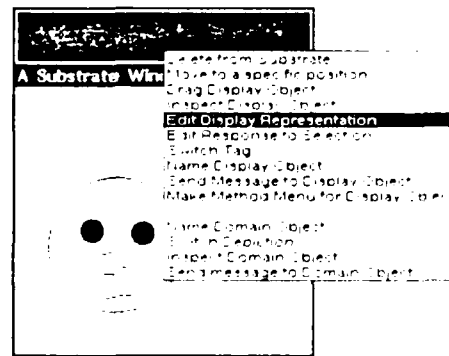 A Substrate Wind
Delete from Substrate
Move to a specific position
Drag Display Object
Inspect Display Object
Edit Display Representation
Edit Response to Selection
Switch Tag
Name Display Object
Send Message to Display Object
Make Method Menu for Display Objec
Name Domain Object
Edit in Depiction
Inspect Domain Object
Send message to Domain Object